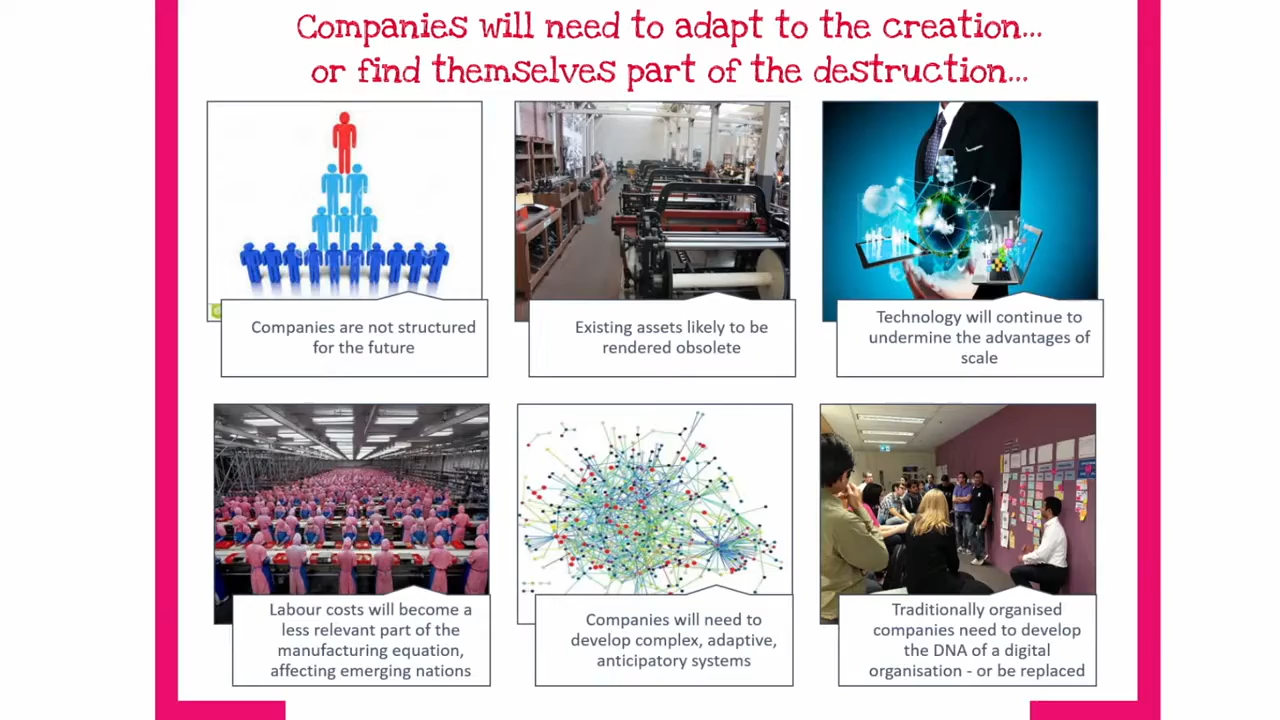 Companies will need to adapt to the creation...
or find themselves part of the destruction...
Companies are not structured
for the future
Existing assets likely to be
rendered obsolete
Technology will continue to
undermine the advantages of
scale
Labour costs will become a
less relevant part of the
manufacturing equation,
affecting emerging nations
Companies will need to
develop complex, adaptive,
anticipatory systems
Traditionally organised
companies need to develop
the DNA of a digital
organisation - or be replaced